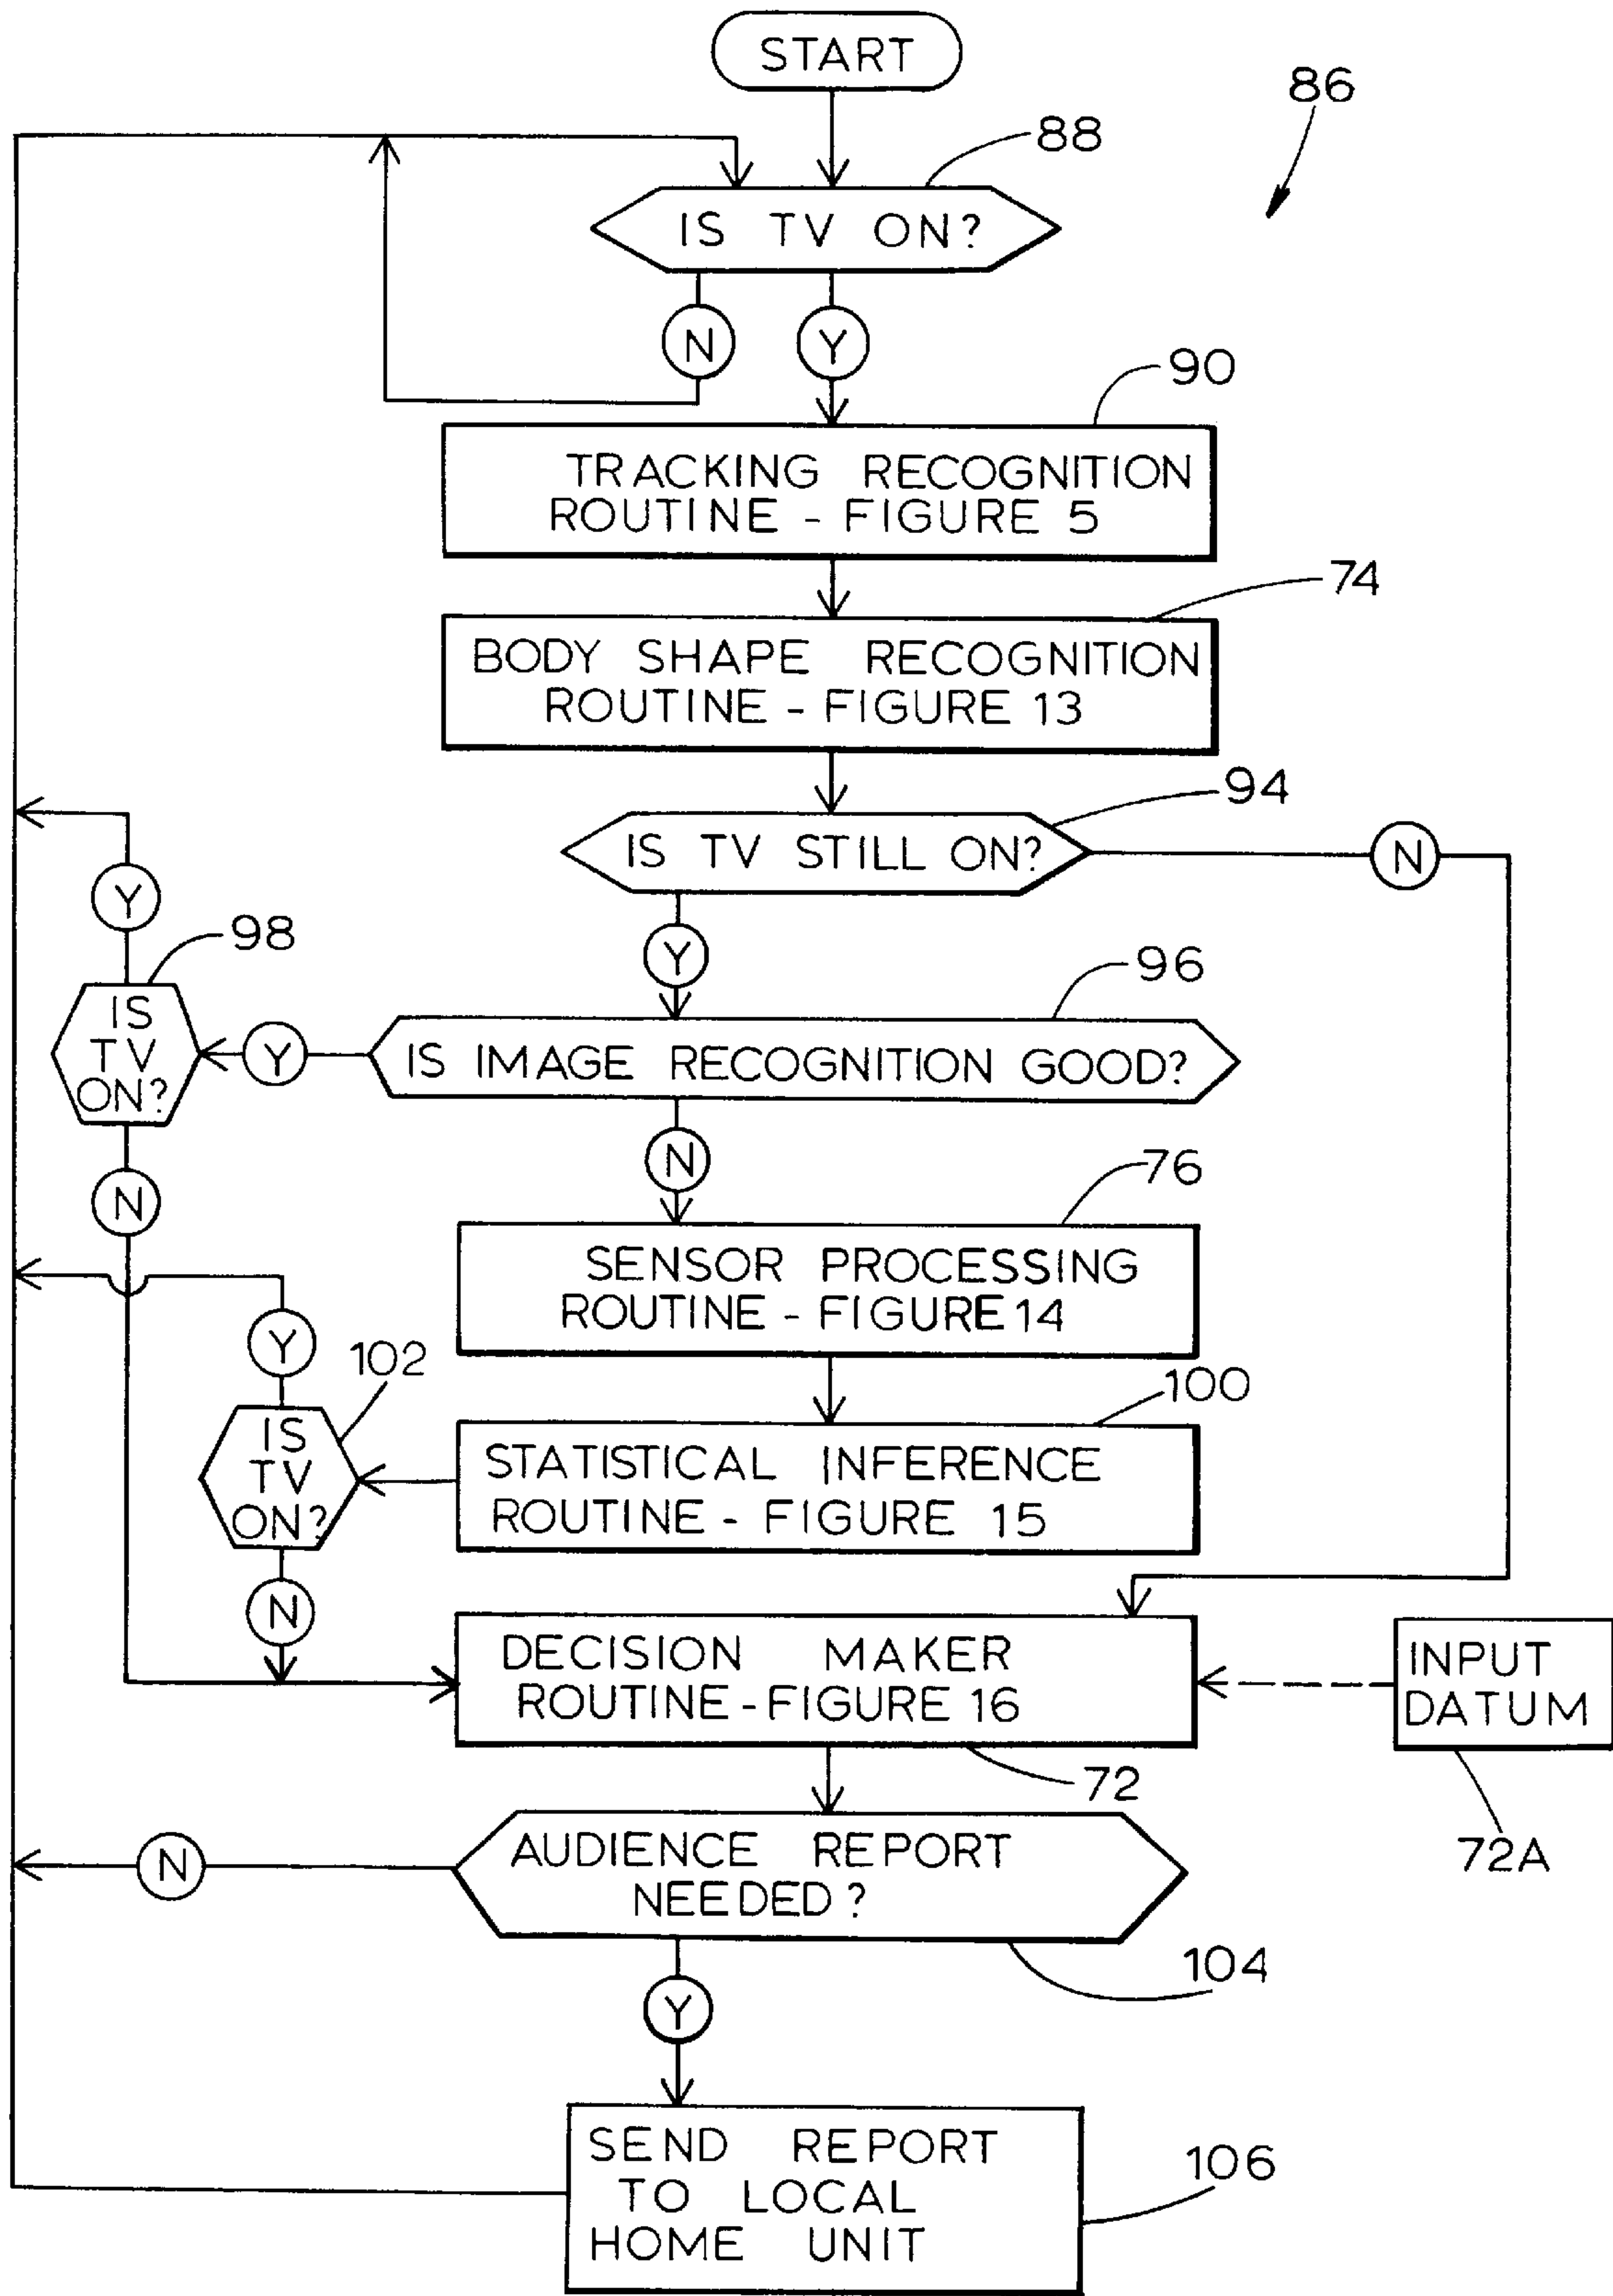 START
86
88
IS TV ON?
N
Y
90
TRACKING RECOGNITION
ROUTINE - FIGURE 5
74
BODY SHAPE RECOGNITION
ROUTINE - FIGURE 13
94
IS TV STILL ON?
N
Y
Y
98
96
IS
TV
ON?
Y
IS IMAGE RECOGNITION GOOD?
N
N
76
SENSOR PROCESSING
ROUTINE - FIGURE 14
Y
102
100
IS
TV
ON?
STATISTICAL INFERENCE
ROUTINE - FIGURE 15
N
DECISION MAKER
ROUTINE - FIGURE 16
INPUT
DATUM
72
72A
N
AUDIENCE REPORT
NEEDED?
104
Y
SEND REPORT
TO LOCAL
HOME UNIT
106